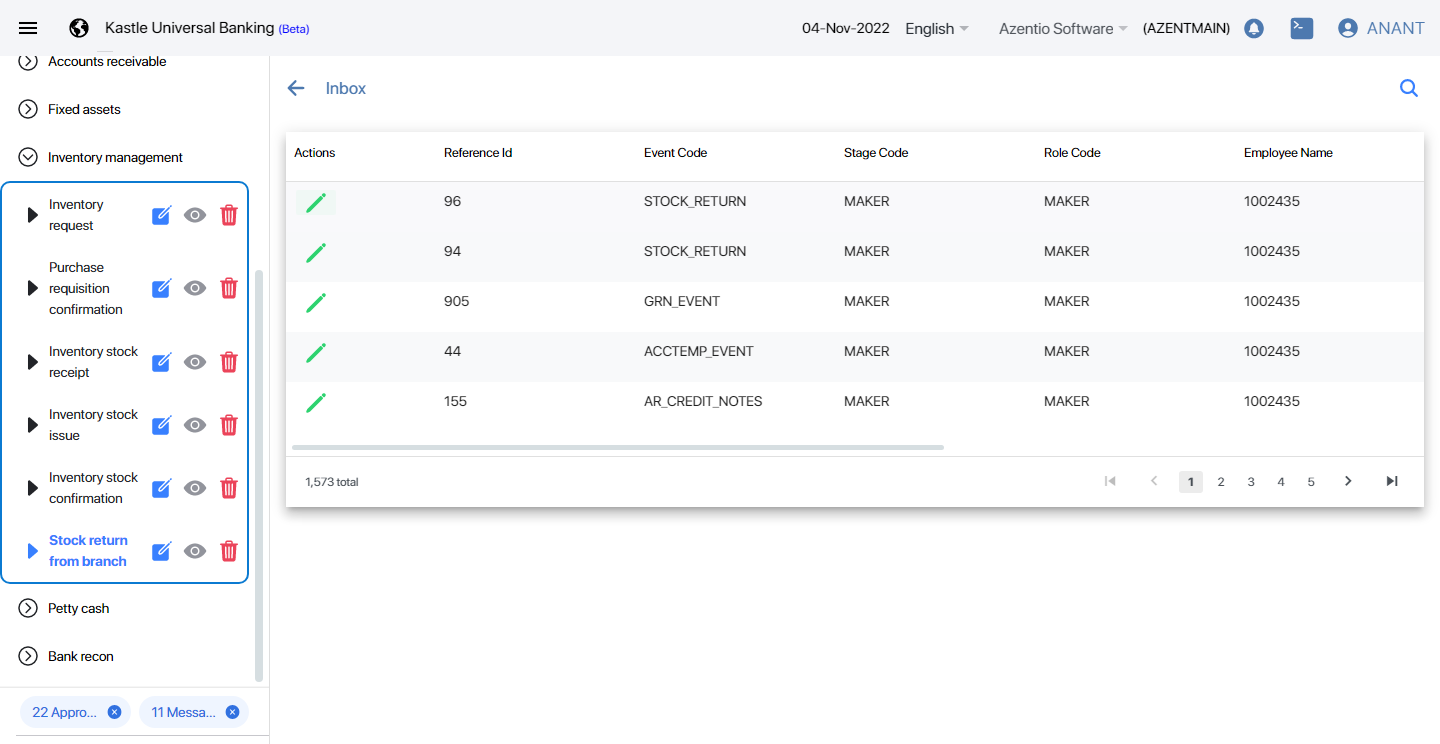 Kastle Universal Banking (Beta)
04-Nov-2022
English
Azentio Software
(AZENTMAIN)
ANANT
Accounts receivable
Fixed assets
Inventory management
Inventory
request
Purchase
requisition
confirmation
Inventory stock
receipt
Inventory stock
issue
Inventory stock
confirmation
Stock return
from branch
Petty cash
Bank recon
22 Appro...
11 Messa...
Inbox
Actions Reference Id Event Code Stage Code Role Code Employee Name
96 STOCK_RETURN MAKER MAKER 1002435
94 STOCK_RETURN MAKER MAKER 1002435
905 GRN_EVENT MAKER MAKER 1002435
44 ACCTEMP_EVENT MAKER MAKER 1002435
155 AR_CREDIT_NOTES MAKER MAKER 1002435
1,573 total
1 2 3 4 5